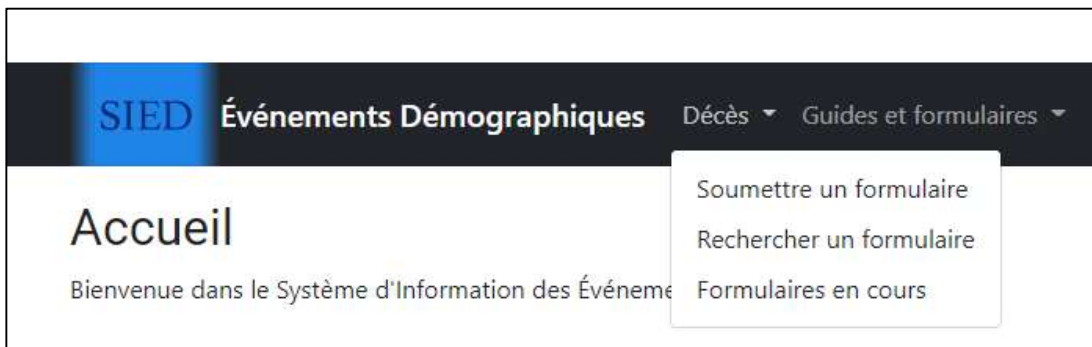 SIED Événements Démographiques Décès Guides et formulaires
Soumettre un formulaire
Accueil
Rechercher un formulaire
Bienvenue dans le Système d'Information des Événeme
Formulaires en cours